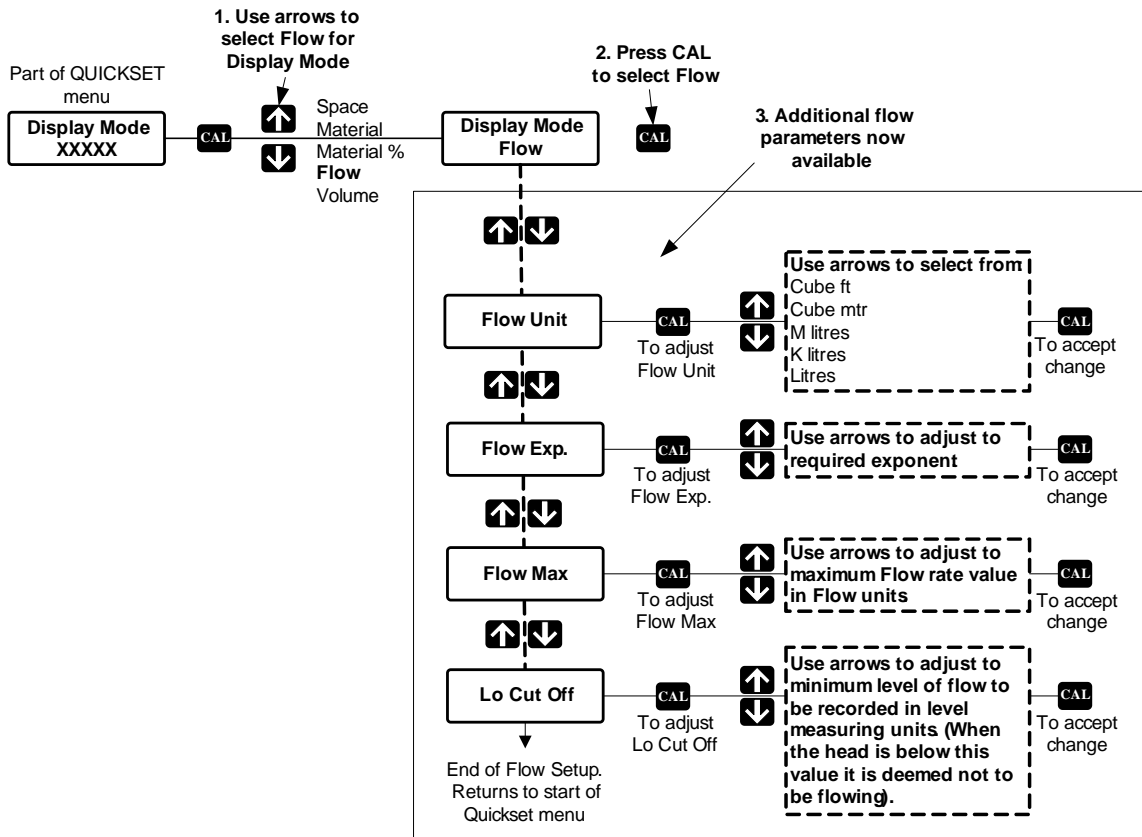 1. Use arrows to
select Flow for
Display Mode
2. Press CAL
to select Flow
Part of QUICKSET
menu
Display Mode
XXXXX
CAL
Space
Material
Material %
Flow
Volume
Display Mode
Flow
CAL
3. Additional flow
parameters now
available
Flow Unit
CAL
To adjust
Flow Unit
Use arrows to select from:
Cube ft
Cube mtr
M litres
K litres
Litres
CAL
To accept
change
Flow Exp.
CAL
To adjust
Flow Exp.
Use arrows to adjust to
required exponent
CAL
To accept
change
Flow Max
CAL
To adjust
Flow Max
Use arrows to adjust to
maximum Flow rate value
in Flow units
CAL
To accept
change
Lo Cut Off
CAL
To adjust
Lo Cut Off
Use arrows to adjust to
minimum level of flow to
be recorded in level
measuring units. (When
the head is below this
value it is deemed not to
be flowing).
CAL
To accept
change
End of Flow Setup.
Returns to start of
Quickset menu